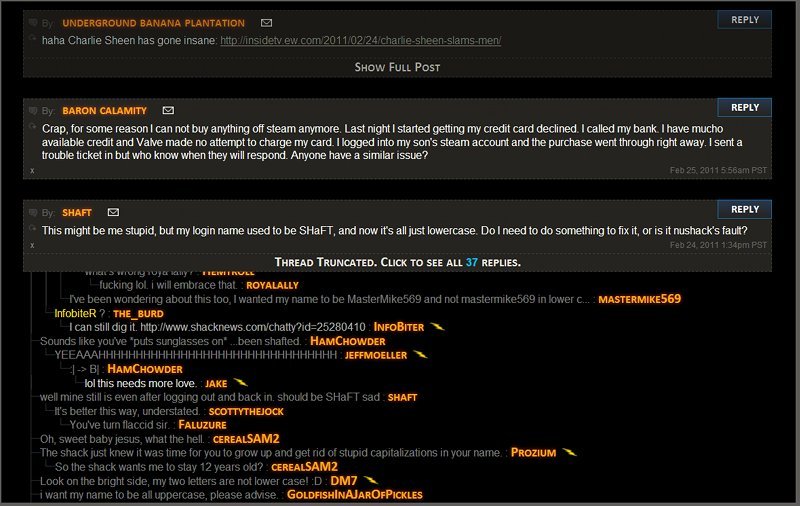 By: UNDERGROUND BANANA PLANTATION REPLY
haha Charlie Sheen has gone insane: http://insidetv.ew.com/2011/02/24/charlie-sheen-slams-men/
SHOW FULL POST
By: BARON CALAMITY REPLY
Crap, for some reason I can not buy anything off steam anymore. Last night I started getting my credit card declined. I called my bank. I have mucho
available credit and Valve made no attempt to charge my card. I logged into my son's steam account and the purchase went through right away. I sent a
trouble ticket in but who know when they will respond. Anyone have a similar issue?
x Feb 25, 2011 5:56am PST
By: SHAFT REPLY
This might be me stupid, but my login name used to be SHaFT, and now it's all just lowercase. Do I need to do something to fix it, or is it nushack's fault?
x Feb 24, 2011 1:34pm PST
THREAD TRUNCATED. CLICK TO SEE ALL 37 REPLIES.
what's wrong roya lally? :
fucking lol. i will embrace that. : ROYALALLY
I've been wondering about this too, I wanted my name to be MasterMike569 and not mastermike569 in lower c... : MASTERMIKE569
InfobiteR ? : THE_BURD
I can still dig it. http://www.shacknews.com/chatty?id=25280410 : INFOBITER
Sounds like you've *puts sunglasses on* ...been shafted. : HAMCHOWDER
YEEAAAHHHHHHHHHHHHHHHHHHHHHHHHHHHHHHHHHH : JEFFMOELLER
:| -> B| : HAMCHOWDER
lol this needs more love. : JAKE
well mine still is even after logging out and back in. should be SHaFT sad : SHAFT
It's better this way, understated. : SCOTTYTHEJOCK
You've turn flaccid sir. : FALUZURE
Oh, sweet baby jesus, what the hell. : CEREALSAM2
The shack just knew it was time for you to grow up and get rid of stupid capitalizations in your name. : PROZIUM
So the shack wants me to stay 12 years old? : CEREALSAM2
Look on the bright side, my two letters are not lower case! :D : DM7
i want my name to be all uppercase, please advise. : GOLDFISHINAJAROFPICKLES